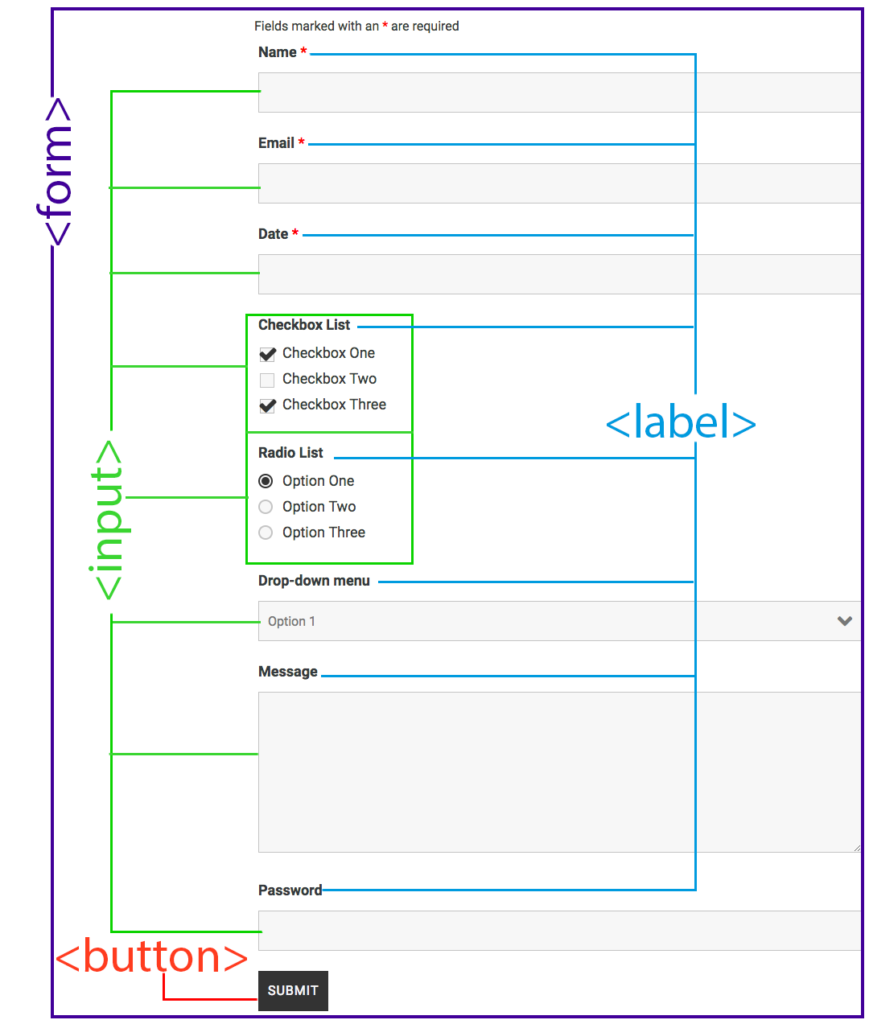 Fields marked with an * are required
Name *
Email *
Date *
<form>
Checkbox List
Checkbox One
Checkbox Two
Checkbox Three
<label>
Radio List
Option One
Option Two
Option Three
<input>
Drop-down menu
Option 1
Message
Password
<button>
SUBMIT